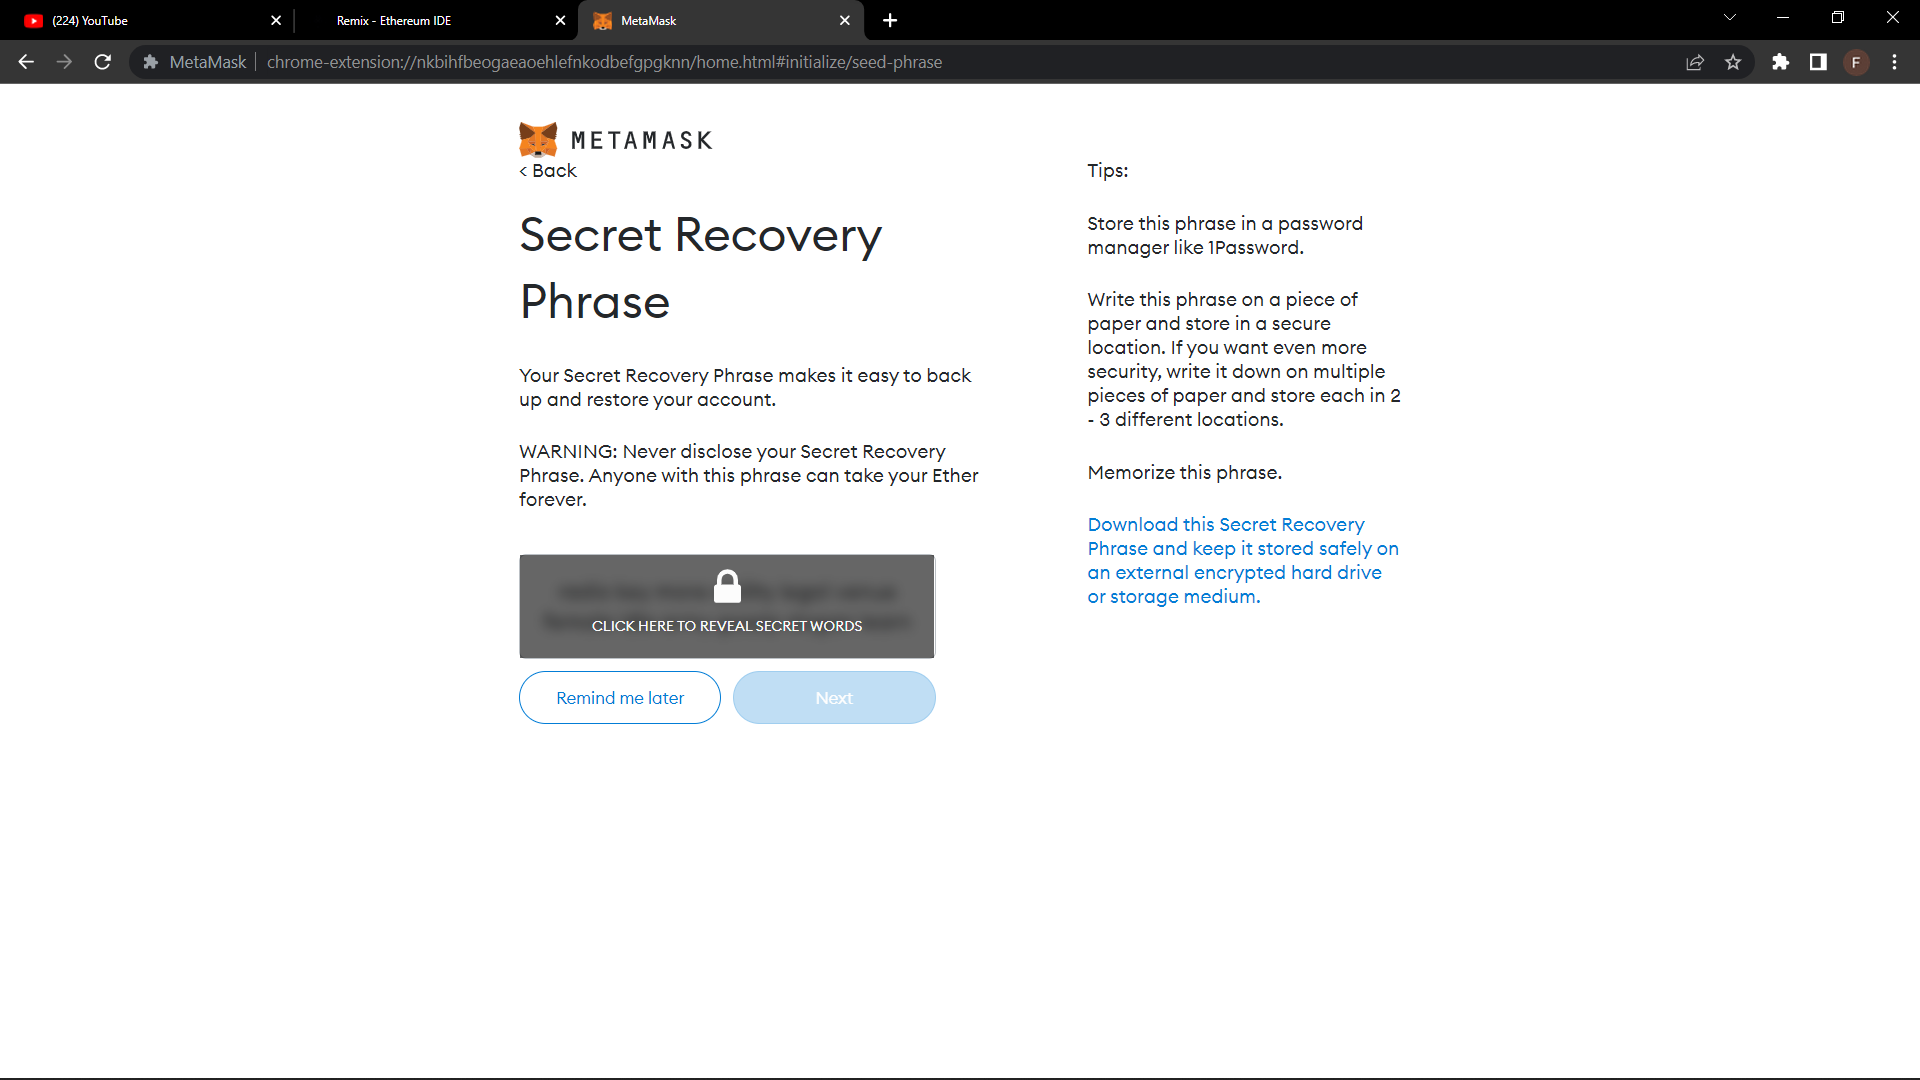 (224) YouTube
Remix - Ethereum IDE
MetaMask
MetaMask
chrome-extension://nkbihfbeogaeaoehlefnkodbefgpgknn/home.html#initialize/seed-phrase
F
METAMASK
< Back
Secret Recovery
Phrase
Your Secret Recovery Phrase makes it easy to back
up and restore your account.
WARNING: Never disclose your Secret Recovery
Phrase. Anyone with this phrase can take your Ether
forever.
CLICK HERE TO REVEAL SECRET WORDS
Remind me later
Next
Tips:
Store this phrase in a password
manager like 1Password.
Write this phrase on a piece of
paper and store in a secure
location. If you want even more
security, write it down on multiple
pieces of paper and store each in 2
- 3 different locations.
Memorize this phrase.
Download this Secret Recovery
Phrase and keep it stored safely on
an external encrypted hard drive
or storage medium.